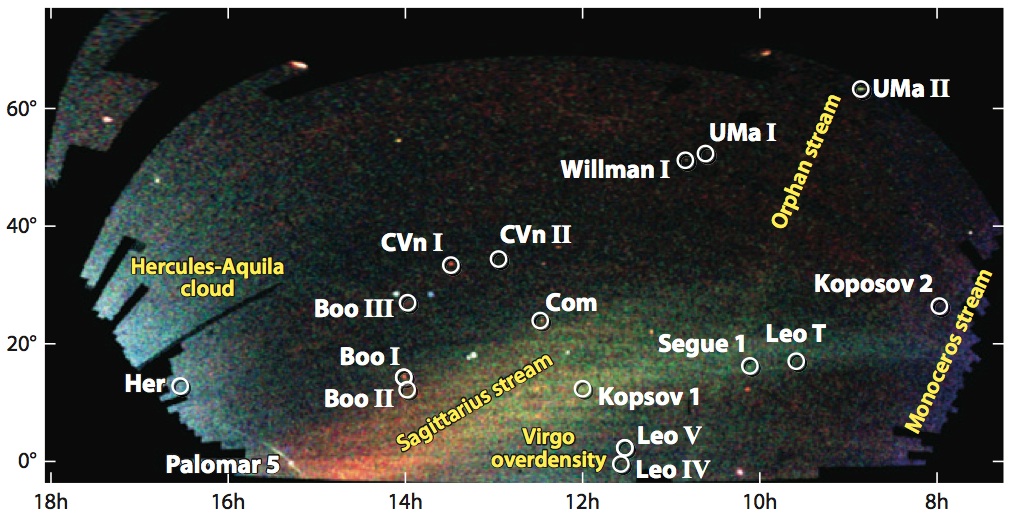 60°
UMa II
UMa I
Willman I
Orphan stream
40°
CVn I
CVn II
Hercules-Aquila
cloud
Boo III
Com
Koposov 2
20°
Segue 1
Leo T
Monoceros stream
Boo I
Her
Boo II
Sagittarius stream
Kopsov 1
Virgo
overdensity
Leo V
0°
Palomar 5
Leo IV
18h
16h
14h
12h
10h
8h